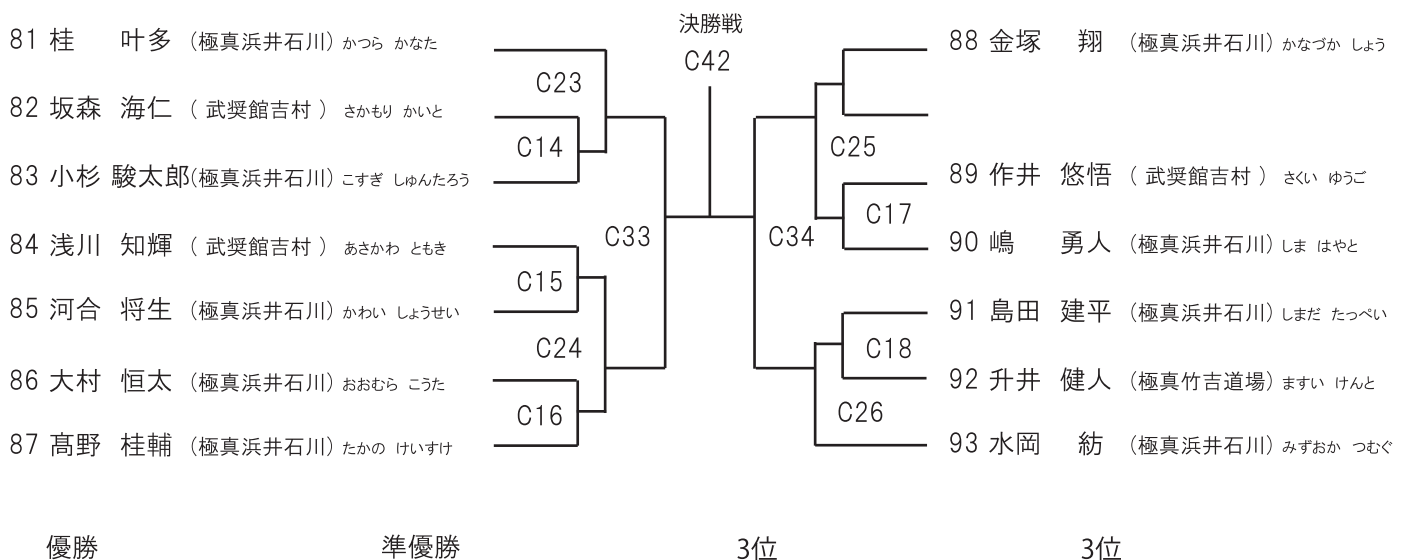 決勝戦
C42
81 桂 叶多 (極真浜井石川) かつら かなた
82 坂森 海仁 ( 武奨館吉村 ) さかもり かいと
83 小杉 駿太郎(極真浜井石川) こすぎ しゅんたろう
84 浅川 知輝 ( 武奨館吉村 ) あさかわ ともき
85 河合 将生 (極真浜井石川) かわい しょうせい
86 大村 恒太 (極真浜井石川) おおむら こうた
87 髙野 桂輔 (極真浜井石川) たかの けいすけ
C23
C14
C33
C15
C24
C16
88 金塚 翔 (極真浜井石川) かなづか しょう
89 作井 悠悟 ( 武奨館吉村 ) さくい ゆうご
90 嶋 勇人 (極真浜井石川) しま はやと
91 島田 建平 (極真浜井石川) しまだ たっぺい
92 升井 健人 (極真竹吉道場) ますい けんと
93 水岡 紡 (極真浜井石川) みずおか つむぐ
C25
C17
C34
C18
C26
優勝 準優勝 3位 3位